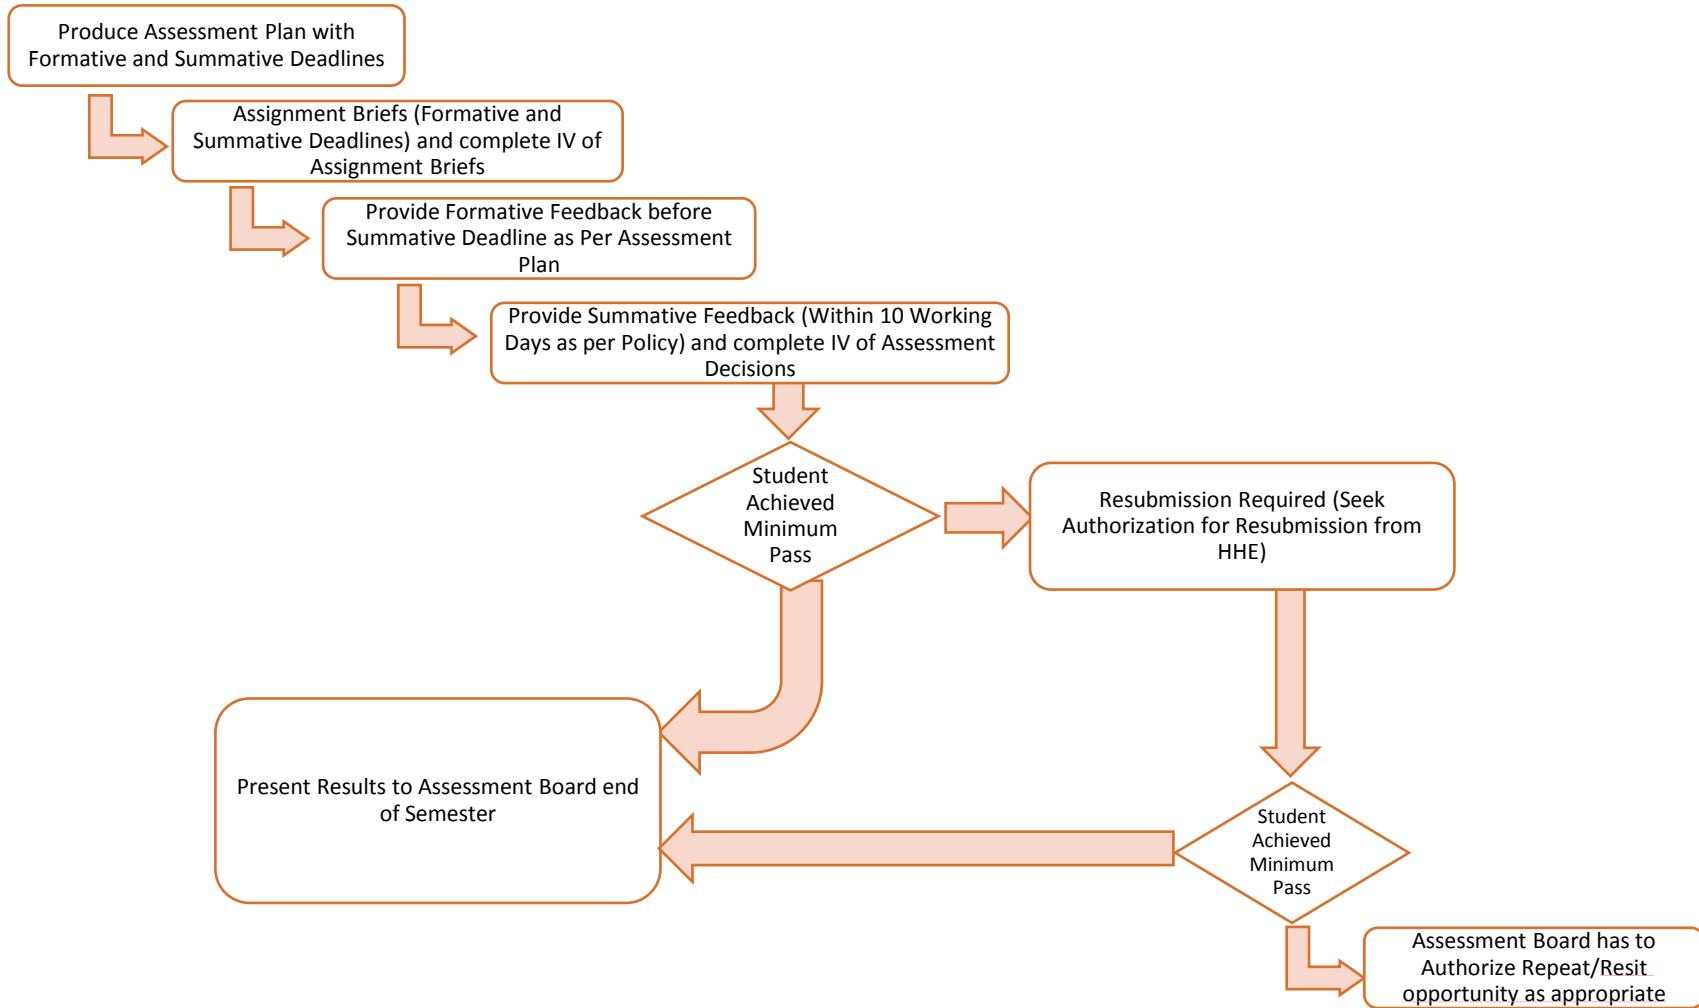 Produce Assessment Plan with
Formative and Summative Deadlines
Assignment Briefs (Formative and
Summative Deadlines) and complete IV of
Assignment Briefs
Provide Formative Feedback before
Summative Deadline as Per Assessment
Plan
Provide Summative Feedback (Within 10 Working
Days as per Policy) and complete IV of Assessment
Decisions
Student
Achieved
Minimum
Pass
Resubmission Required (Seek
Authorization for Resubmission from
HHE)
Present Results to Assessment Board end
of Semester
Student
Achieved
Minimum
Pass
Assessment Board has to
Authorize Repeat/Resit
opportunity as appropriate